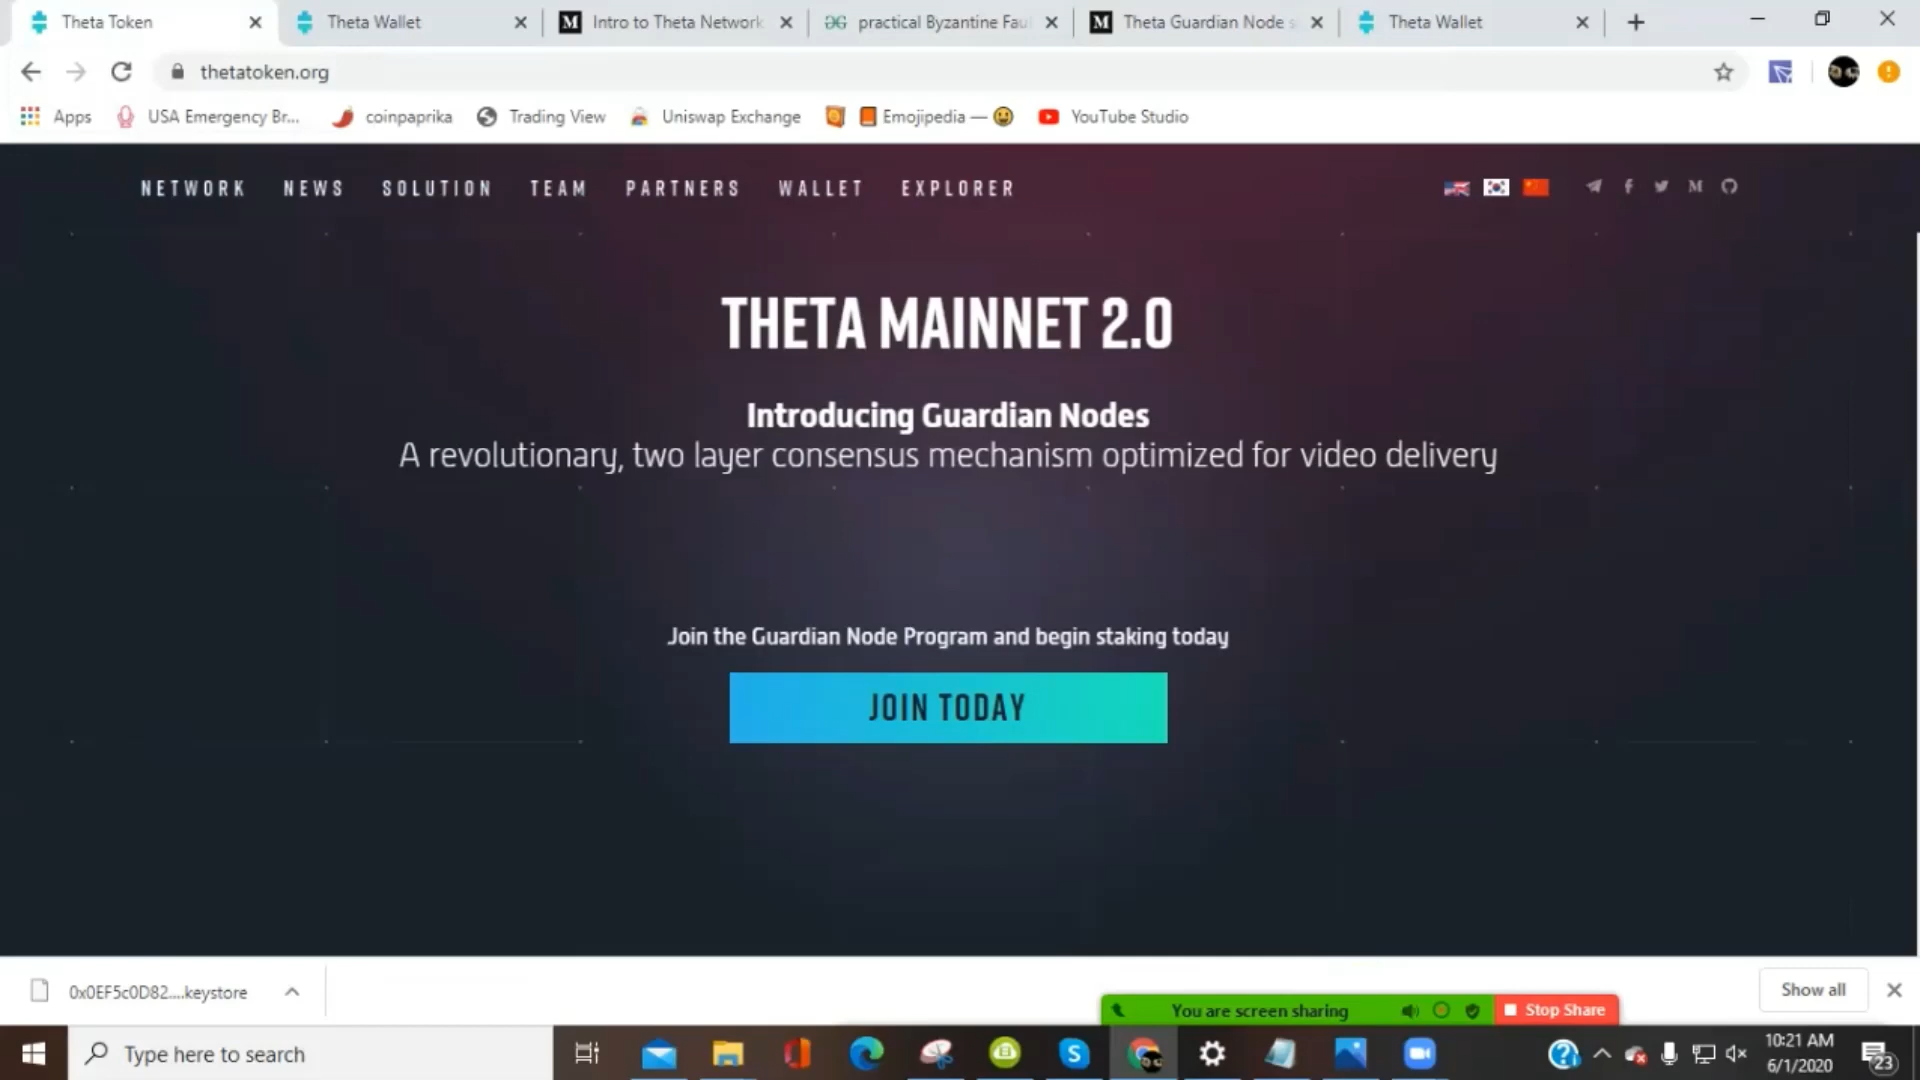 Theta Token
Theta Wallet
Intro to Theta Network
practical Byzantine Fau
Theta Guardian Node s
Theta Wallet
thetatoken.org
Apps
USA Emergency Br...
coinpaprika
Trading View
Uniswap Exchange
Emojipedia — 😀
YouTube Studio
NETWORK NEWS SOLUTION TEAM PARTNERS WALLET EXPLORER
THETA MAINNET 2.0
Introducing Guardian Nodes
A revolutionary, two layer consensus mechanism optimized for video delivery
Join the Guardian Node Program and begin staking today
JOIN TODAY
0x0EF5c0D82....keystore
Show all
You are screen sharing
Stop Share
Type here to search
10:21 AM
6/1/2020
23